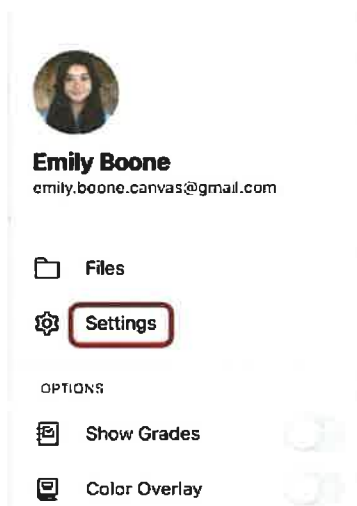 Emily Boone
emily.boone.canvas@gmail.com
Files
Settings
OPTIONS
Show Grades
Color Overlay